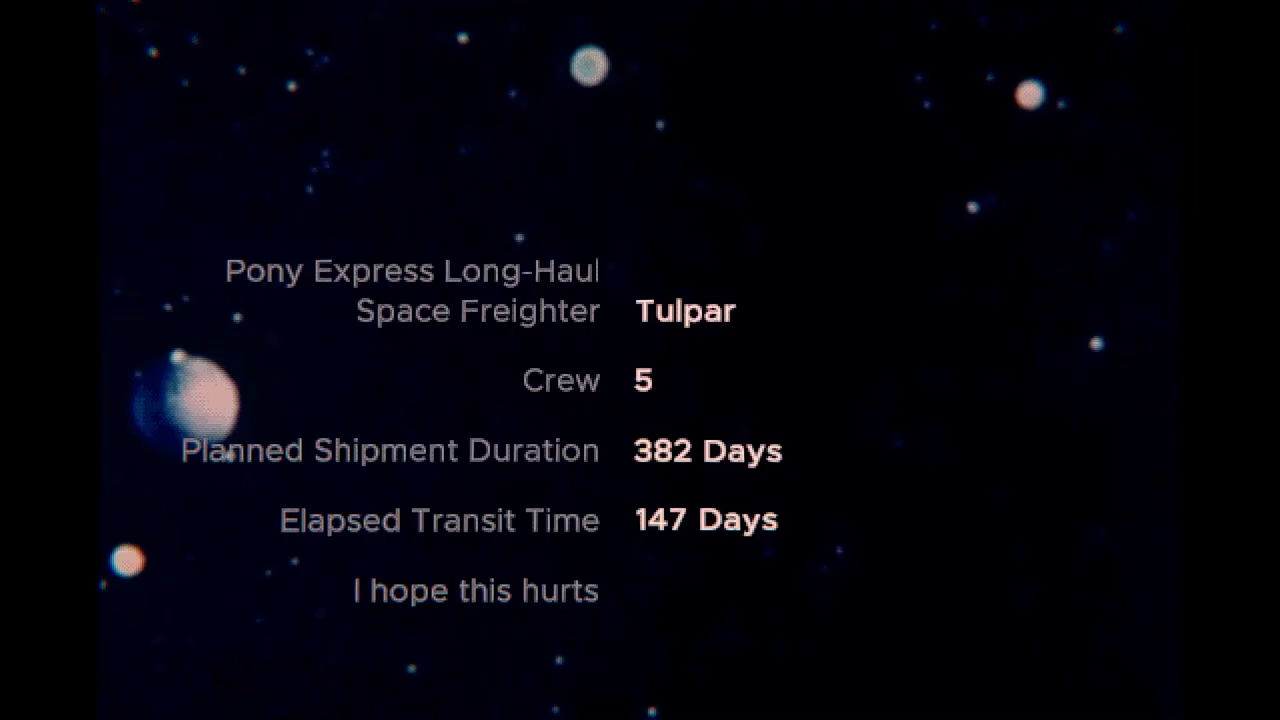 Pony Express Long-Haul
Space Freighter Tulpar
Crew 5
Planned Shipment Duration 382 Days
Elapsed Transit Time 147 Days
I hope this hurts